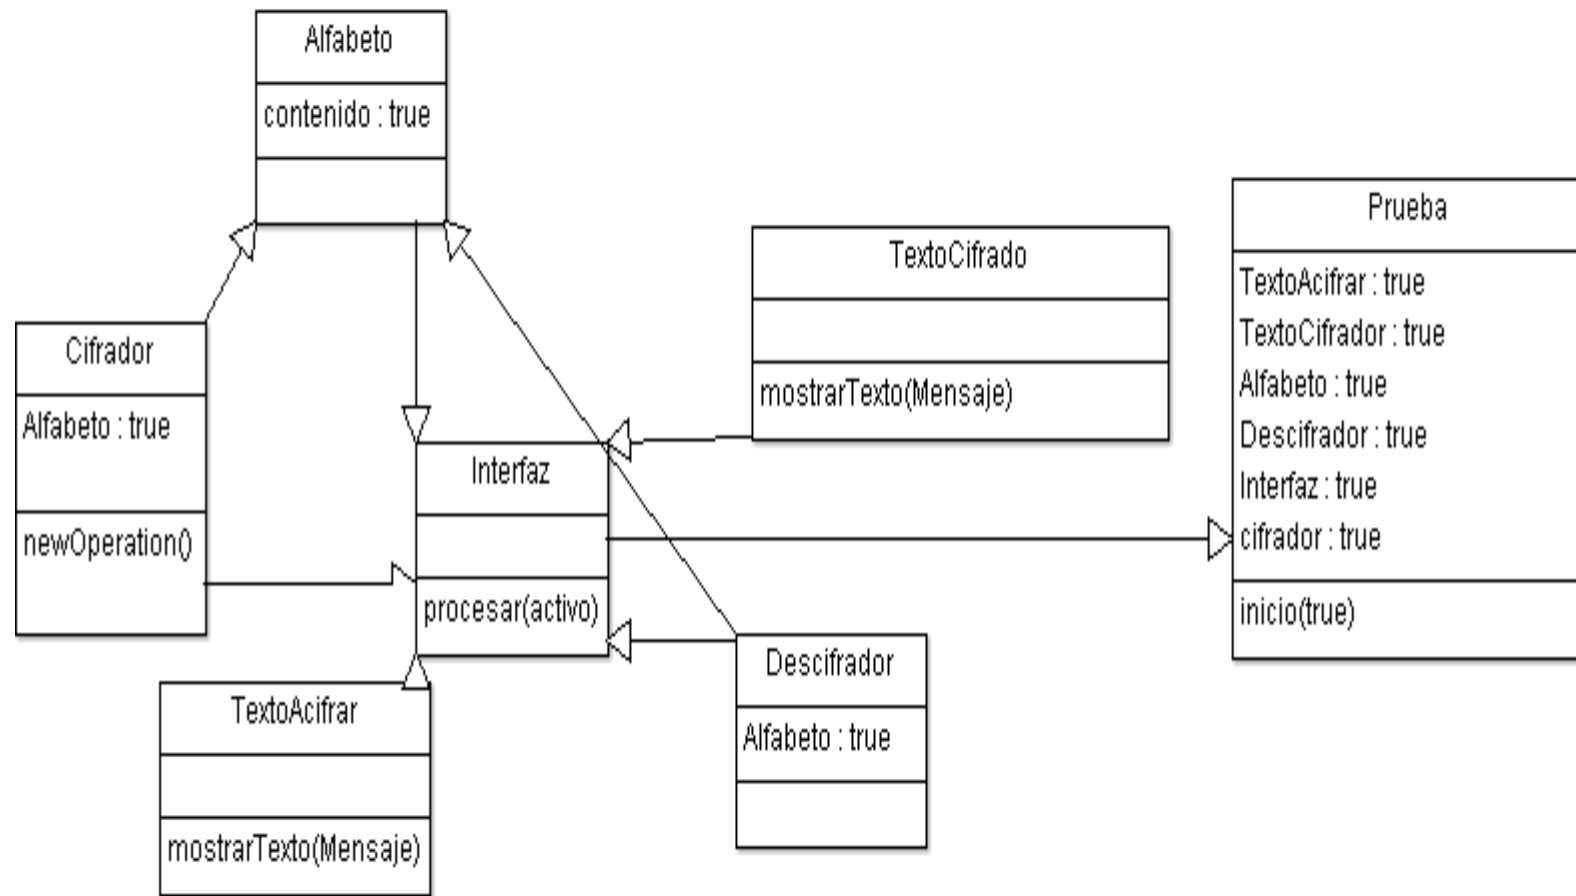 Alfabeto
contenido : true
Cifrador
Alfabeto : true
newOperation()
Interfaz
procesar(activo)
TextoAcifrar
mostrarTexto(Mensaje)
TextoCifrado
mostrarTexto(Mensaje)
Descifrador
Alfabeto : true
Prueba
TextoAcifrar : true
TextoCifrador : true
Alfabeto : true
Descifrador : true
Interfaz : true
cifrador : true
inicio(true)